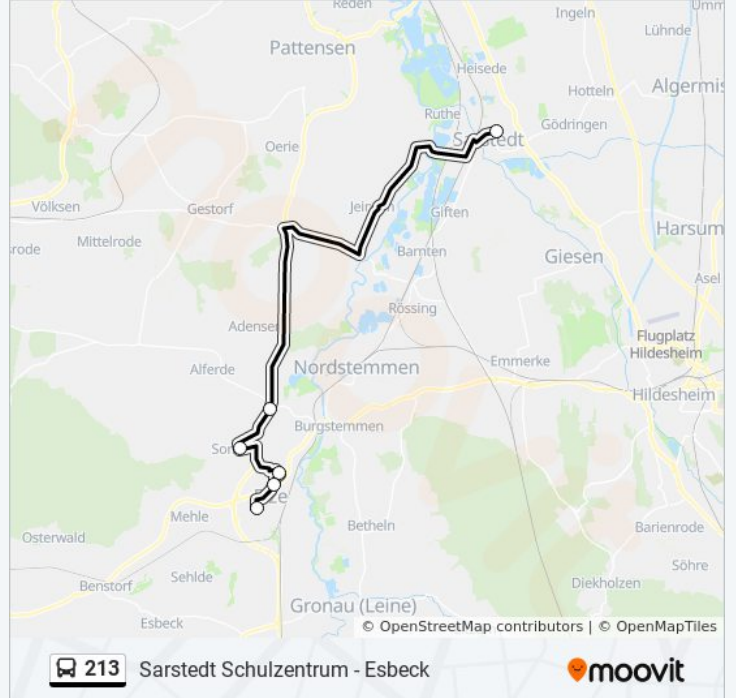 Reden
Ingeln
Lühnde
Pattensen
Heisede
Hotteln
Algermis
Ruthe
Gödringen
Oerie
Völksen
Gestorf
Giften
Harsum
rode
Mittelrode
Barnten
Giesen
Asel
Rössing
Adensen
Flugplatz
Hildesheim
Alferde
Nordstemmen
Emmerke
Hildesheim
Burgstemmen
Mehle
Betheln
Barienrode
Osterwald
Söhre
Sehlde
Diekholzen
Benstorf
Gronau (Leine)
Esbeck
© OpenStreetMap contributors | © OpenMapTiles
213 Sarstedt Schulzentrum - Esbeck
moovit